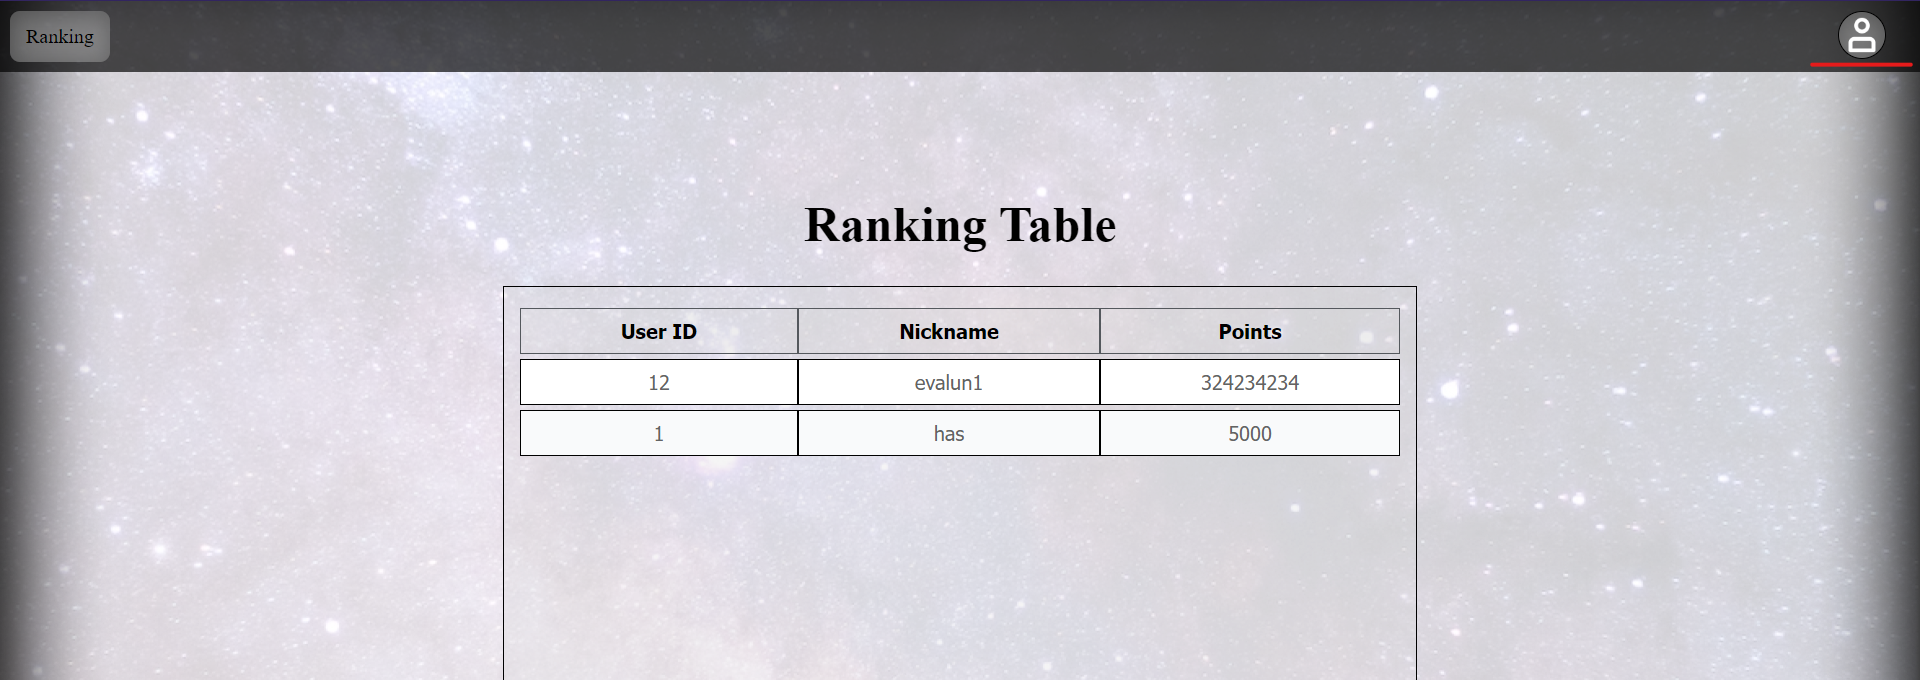 Ranking
Ranking Table
User ID Nickname Points
12 evalun1 324234234
1 has 5000